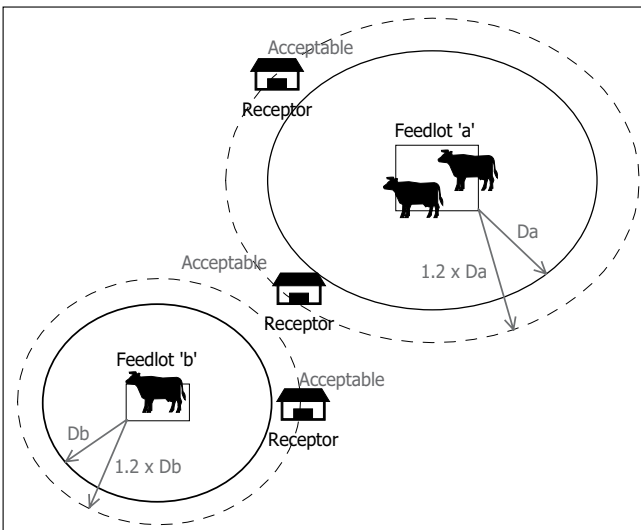 Acceptable
Receptor
Feedlot 'a'
Da
1.2 x Da
Acceptable
Receptor
Feedlot 'b'
Acceptable
Db
Receptor
1.2 x Db